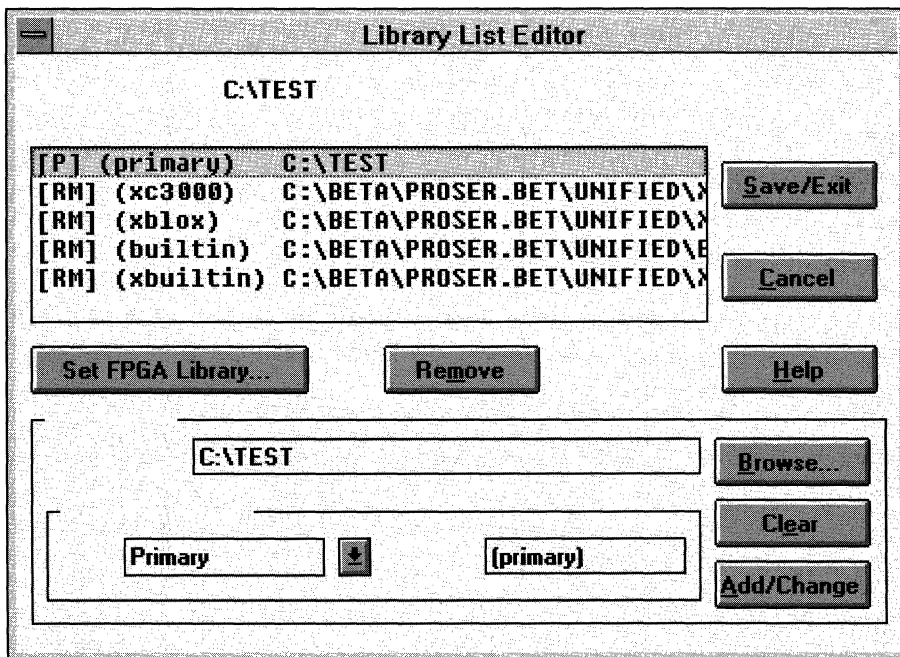 Library List Editor
C:\TEST
[P] (primary) C:\TEST
[RM] (xc3000) C:\BETA\PROSER.BET\UNIFIED\X
[RM] (xblox) C:\BETA\PROSER.BET\UNIFIED\X
[RM] (builtin) C:\BETA\PROSER.BET\UNIFIED\B
[RM] (xbuiltin) C:\BETA\PROSER.BET\UNIFIED\X
Save/Exit
Cancel
Set FPGA Library...
Remove
Help
C:\TEST
Browse...
Clear
Primary
(primary)
Add/Change